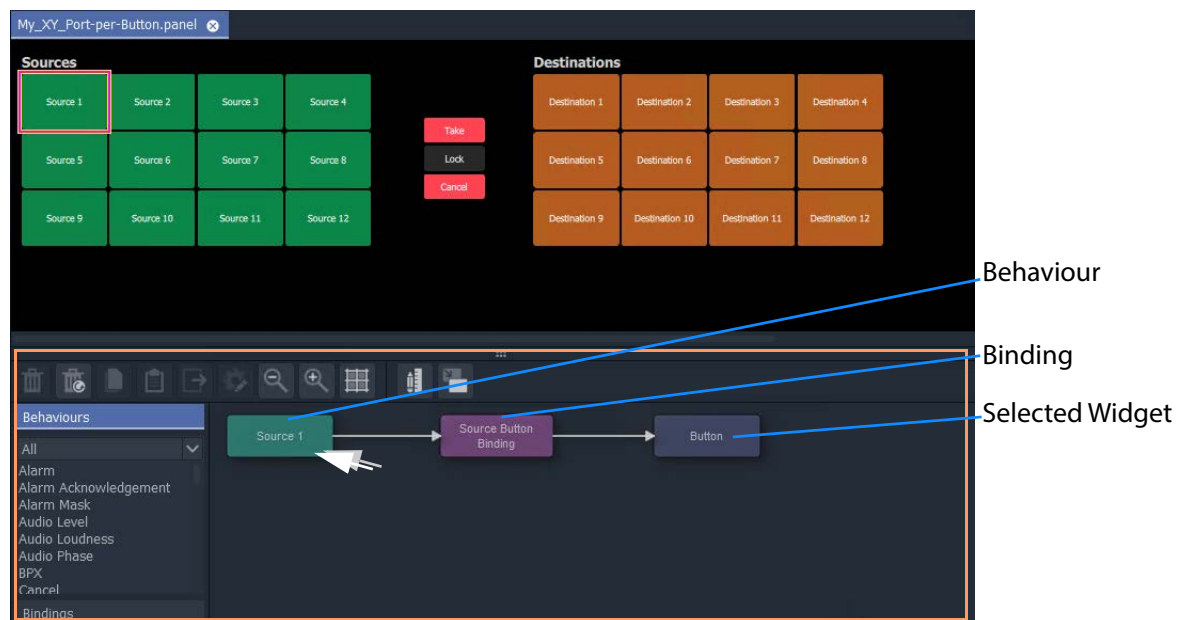 My_XY_Port-per-Button.panel
Sources
Destinations
Source 1 Source 2 Source 3 Source 4
Destination 1 Destination 2 Destination 3 Destination 4
Take
Source 5 Source 6 Source 7 Source 8
Lock
Destination 5 Destination 6 Destination 7 Destination 8
Cancel
Source 9 Source 10 Source 11 Source 12
Destination 9 Destination 10 Destination 11 Destination 12
Behaviour
Binding
Selected Widget
Behaviours
Source 1
Source Button
Binding
Button
All
Alarm
Alarm Acknowledgement
Alarm Mask
Audio Level
Audio Loudness
Audio Phase
BPX
Cancel
Bindings